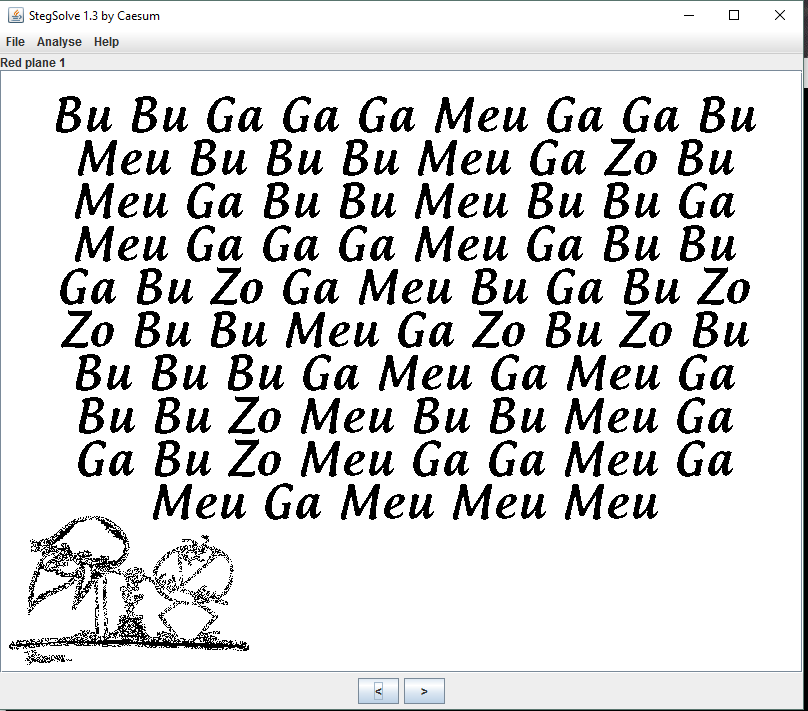 StegSolve 1.3 by Caesum
File Analyse Help
Red plane 1
Bu Bu Ga Ga Ga Meu Ga Ga Bu
Meu Bu Bu Bu Meu Ga Zo Bu
Meu Ga Bu Bu Meu Bu Bu Ga
Meu Ga Ga Ga Meu Ga Bu Bu
Ga Bu Zo Ga Meu Bu Ga Bu Zo
Zo Bu Bu Meu Ga Zo Bu Zo Bu
Bu Bu Bu Ga Meu Ga Meu Ga
Bu Bu Zo Meu Bu Bu Meu Ga
Ga Bu Zo Meu Ga Ga Meu Ga
Meu Ga Meu Meu Meu
< >